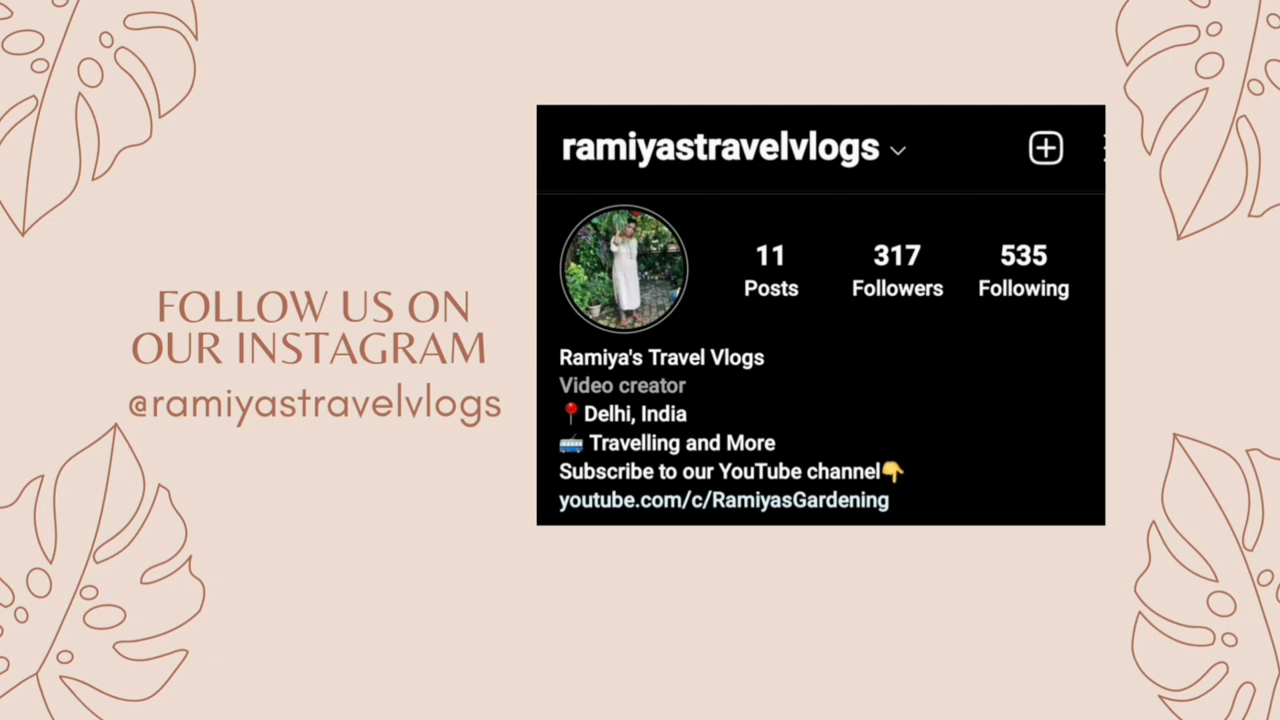 FOLLOW US ON
OUR INSTAGRAM
@ramiyastravelvlogs
ramiyastravelvlogs
11 317 535
Posts Followers Following
Ramiya's Travel Vlogs
Video creator
📍Delhi, India
🚎 Travelling and More
Subscribe to our YouTube channel👇
youtube.com/c/RamiyasGardening